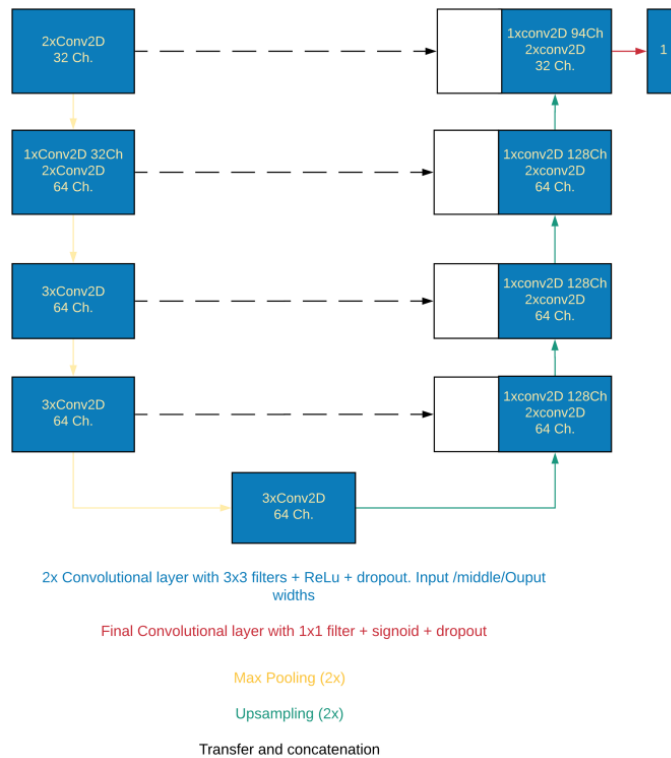 2xConv2D
32 Ch.
1xconv2D 94Ch
2xconv2D
32 Ch.
1
1xConv2D 32Ch
2xConv2D
64 Ch.
1xconv2D 128Ch
2xconv2D
64 Ch.
3xConv2D
64 Ch.
1xconv2D 128Ch
2xconv2D
64 Ch.
3xConv2D
64 Ch.
1xconv2D 128Ch
2xconv2D
64 Ch.
3xConv2D
64 Ch.
2x Convolutional layer with 3x3 filters + ReLu + dropout. Input /middle/Ouput
widths
Final Convolutional layer with 1x1 filter + signoid + dropout
Max Pooling (2x)
Upsampling (2x)
Transfer and concatenation